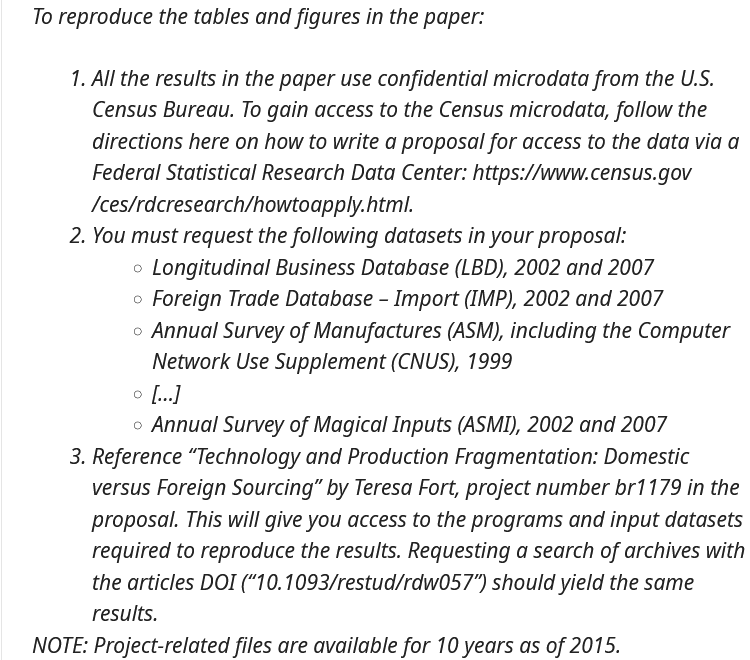 To reproduce the tables and figures in the paper:
1. All the results in the paper use confidential microdata from the U.S.
Census Bureau. To gain access to the Census microdata, follow the
directions here on how to write a proposal for access to the data via a
Federal Statistical Research Data Center: https://www.census.gov
/ces/rdcresearch/howtoapply.html.
2. You must request the following datasets in your proposal:
◦ Longitudinal Business Database (LBD), 2002 and 2007
◦ Foreign Trade Database – Import (IMP), 2002 and 2007
◦ Annual Survey of Manufactures (ASM), including the Computer
Network Use Supplement (CNUS), 1999
◦ [...]
◦ Annual Survey of Magical Inputs (ASMI), 2002 and 2007
3. Reference “Technology and Production Fragmentation: Domestic
versus Foreign Sourcing” by Teresa Fort, project number br1179 in the
proposal. This will give you access to the programs and input datasets
required to reproduce the results. Requesting a search of archives with
the articles DOI (“10.1093/restud/rdw057”) should yield the same
results.
NOTE: Project-related files are available for 10 years as of 2015.